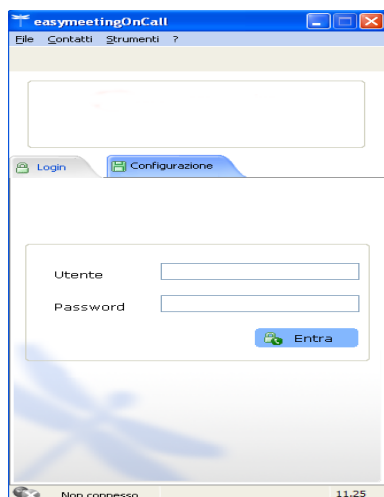 easymeetingOnCall
File Contatti Strumenti ?
Login Configurazione
Utente
Password
Entra
Non connesso 11.25